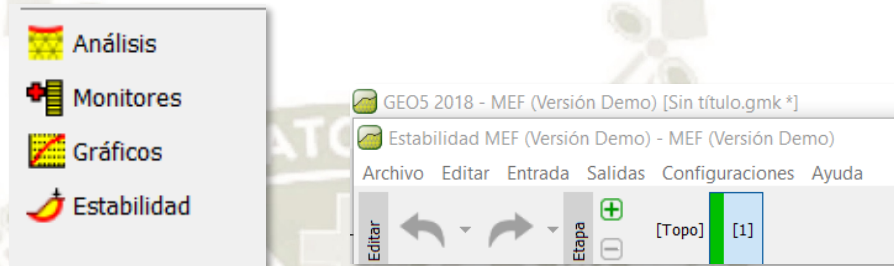 Análisis
Monitores
Gráficos
Estabilidad
GEO5 2018 - MEF (Versión Demo) [Sin título.gmk *]
Estabilidad MEF (Versión Demo) - MEF (Versión Demo)
Archivo Editar Entrada Salidas Configuraciones Ayuda
Editar
Etapa
[Topo] [1]